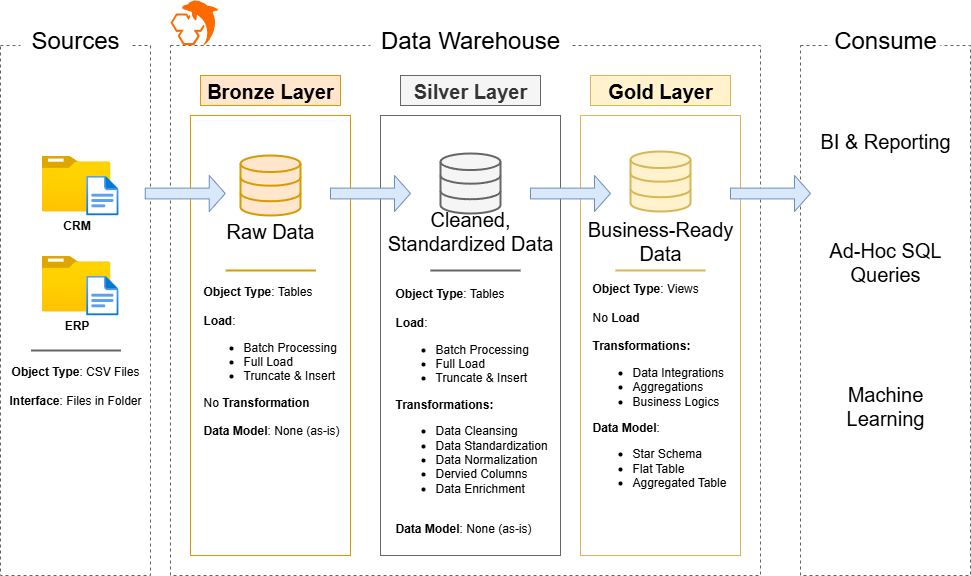 Sources
CRM
ERP
Object Type: CSV Files
Interface: Files in Folder
Data Warehouse
Bronze Layer
Raw Data
Object Type: Tables
Load:
Batch Processing
Full Load
Truncate & Insert
No Transformation
Data Model: None (as-is)
Silver Layer
Cleaned,
Standardized Data
Object Type: Tables
Load:
Batch Processing
Full Load
Truncate & Insert
Transformations:
Data Cleansing
Data Standardization
Data Normalization
Dervied Columns
Data Enrichment
Data Model: None (as-is)
Gold Layer
Business-Ready
Data
Object Type: Views
No Load
Transformations:
Data Integrations
Aggregations
Business Logics
Data Model:
Star Schema
Flat Table
Aggregated Table
Consume
BI & Reporting
Ad-Hoc SQL
Queries
Machine
Learning